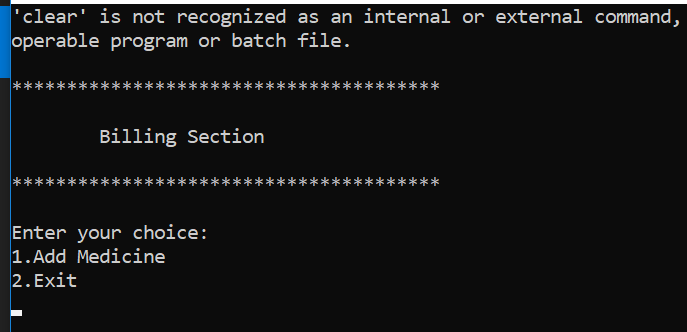 'clear' is not recognized as an internal or external command,
operable program or batch file.
***************************************
Billing Section
***************************************
Enter your choice:
1.Add Medicine
2.Exit